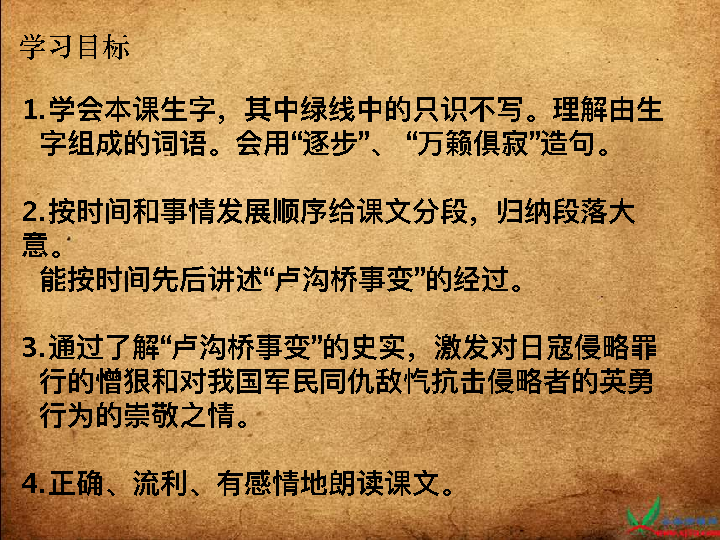 学习目标
1.学会本课生字，其中绿线中的只识不写。理解由生
字组成的词语。会用“逐步”、 “万籁俱寂”造句。
2.按时间和事情发展顺序给课文分段，归纳段落大
意。
能按时间先后讲述“卢沟桥事变”的经过。
3.通过了解“卢沟桥事变”的史实，激发对日寇侵略罪
行的憎狠和对我国军民同仇敌忾抗击侵略者的英勇
行为的崇敬之情。
4.正确、流利、有感情地朗读课文。